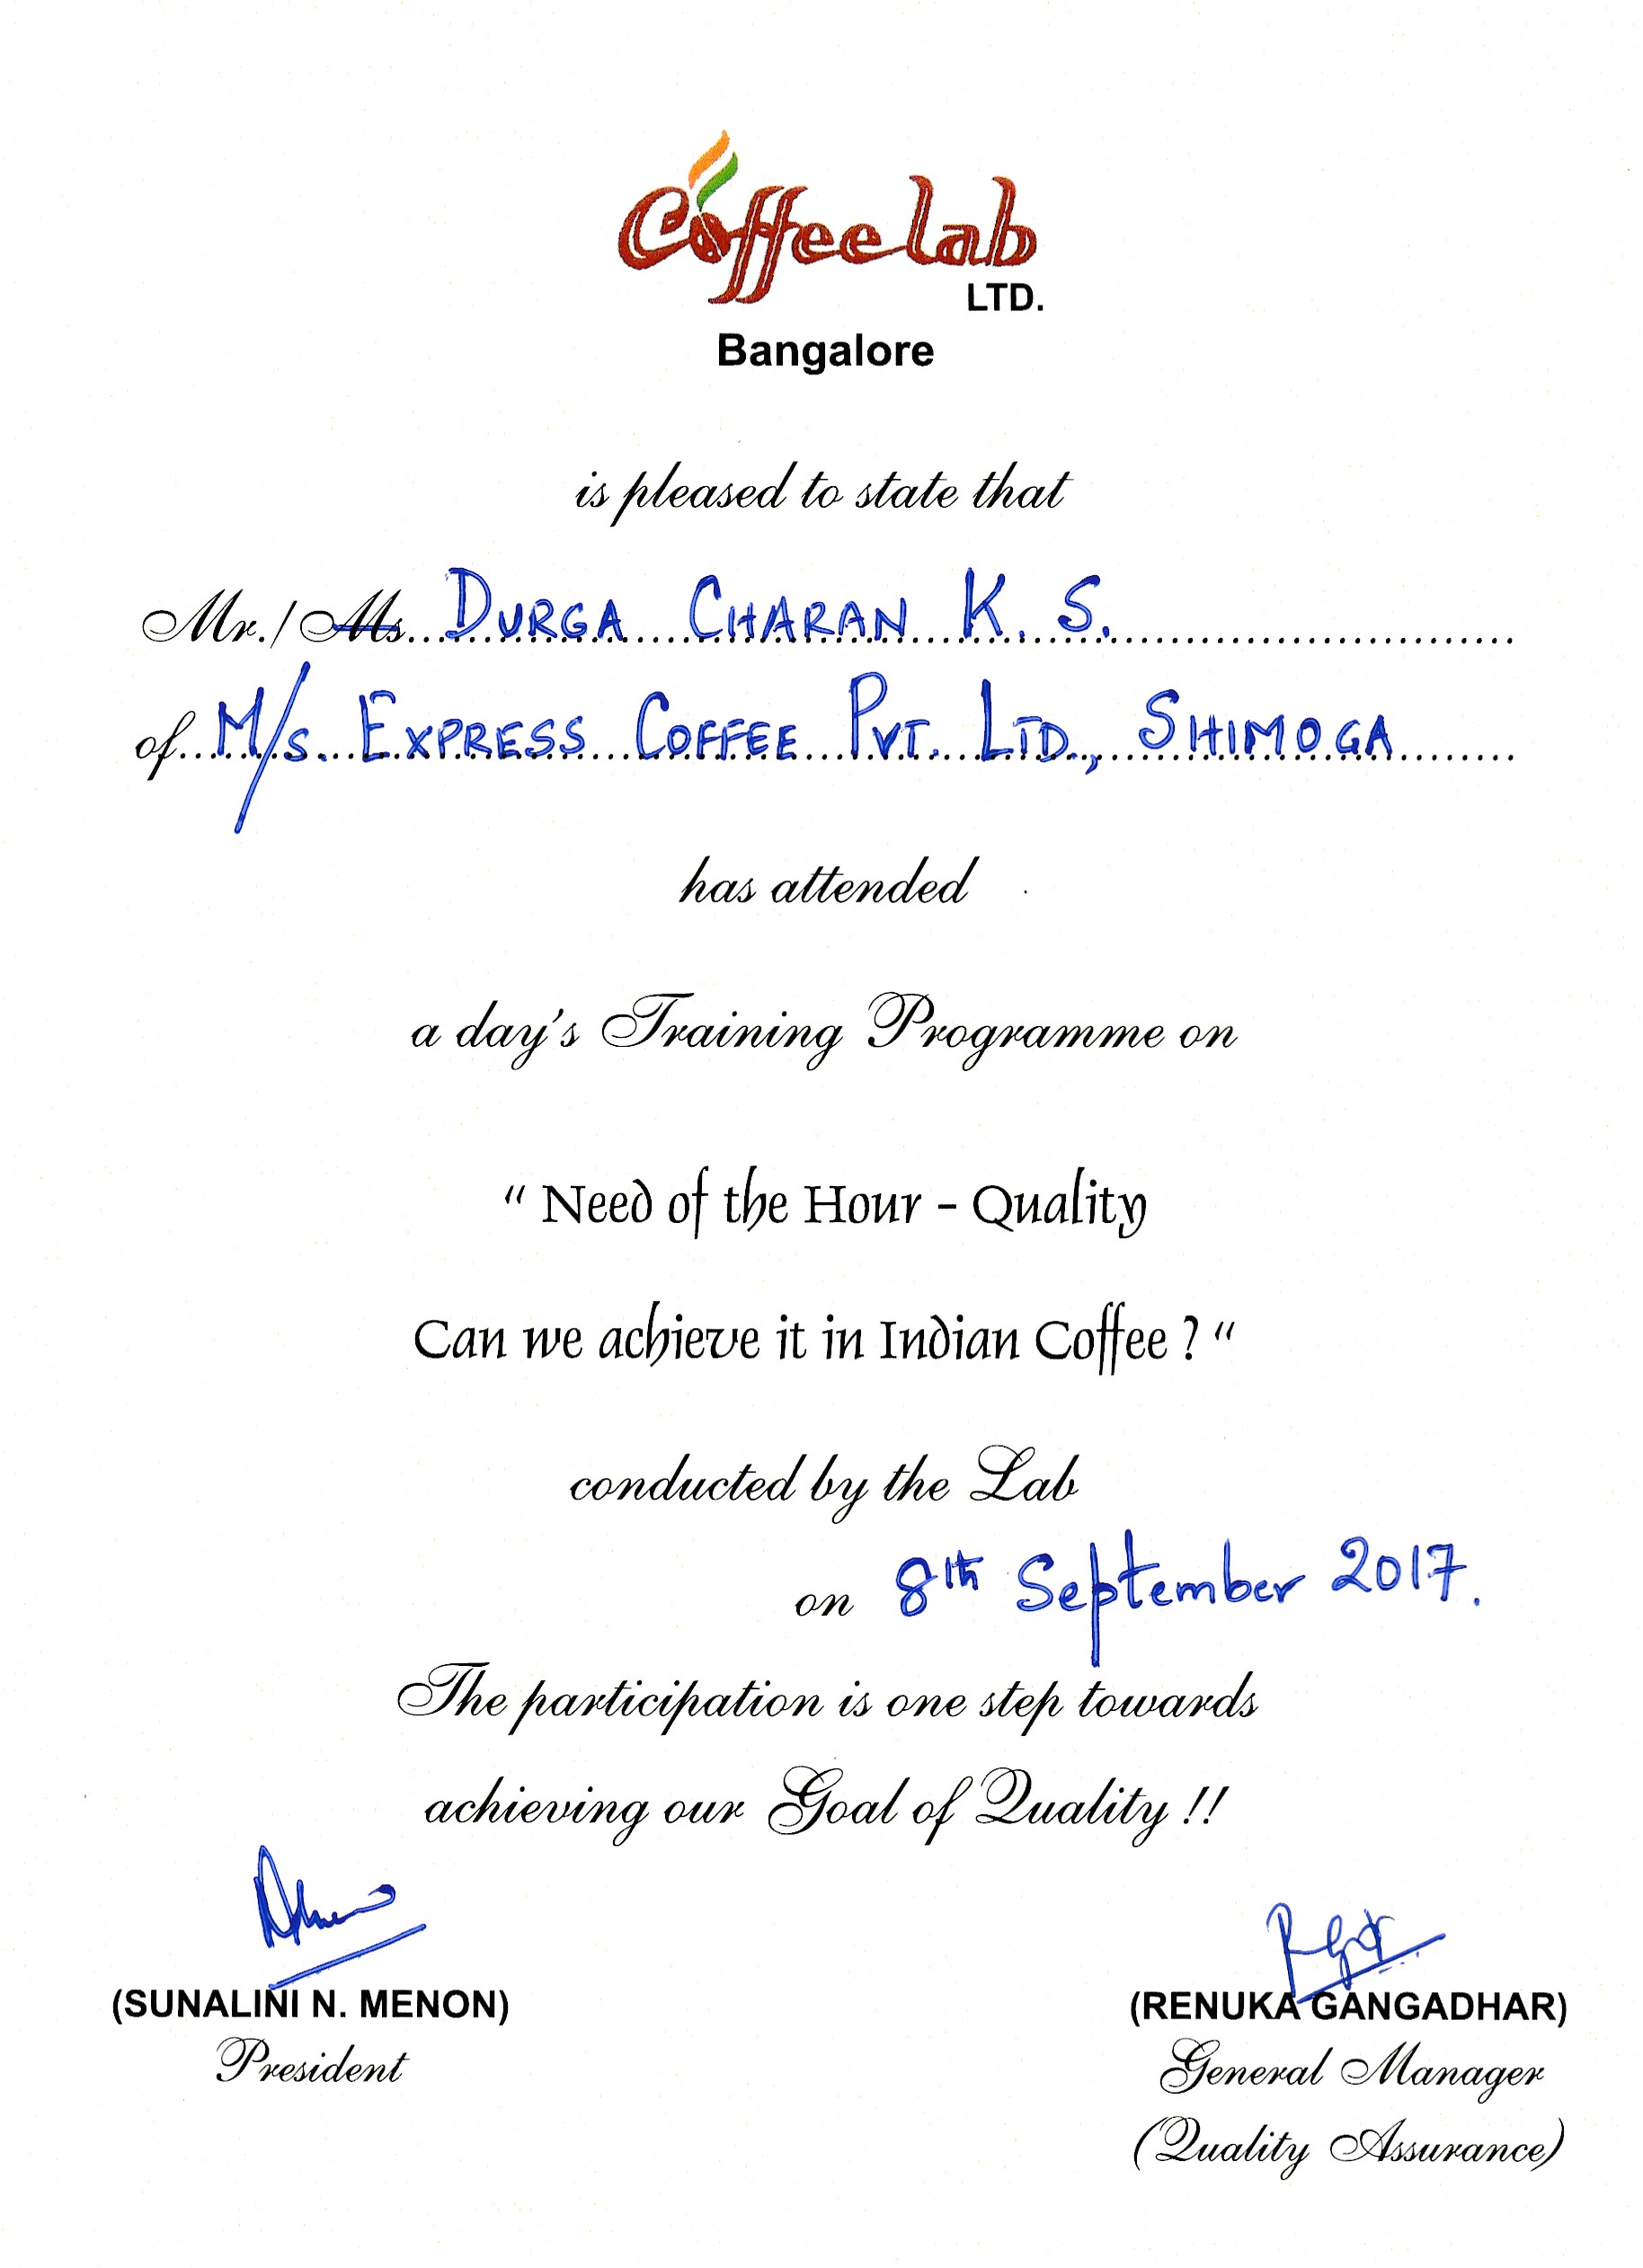 Coffeelab
LTD.
Bangalore
is pleased to state that
Mr./Ms...DURGA CHARAN K. S.
of...M/s. EXPRESS COFFEE PVT. LTD., SHIMOGA
has attended
a day's Training Programme on
“ Need of the Hour - Quality
Can we achieve it in Indian Coffee ? “
conducted by the Lab
on 8th September 2017.
The participation is one step towards
achieving our Goal of Quality !!
(SUNALINI N. MENON)
President
(RENUKA GANGADHAR)
General Manager
(Quality Assurance)